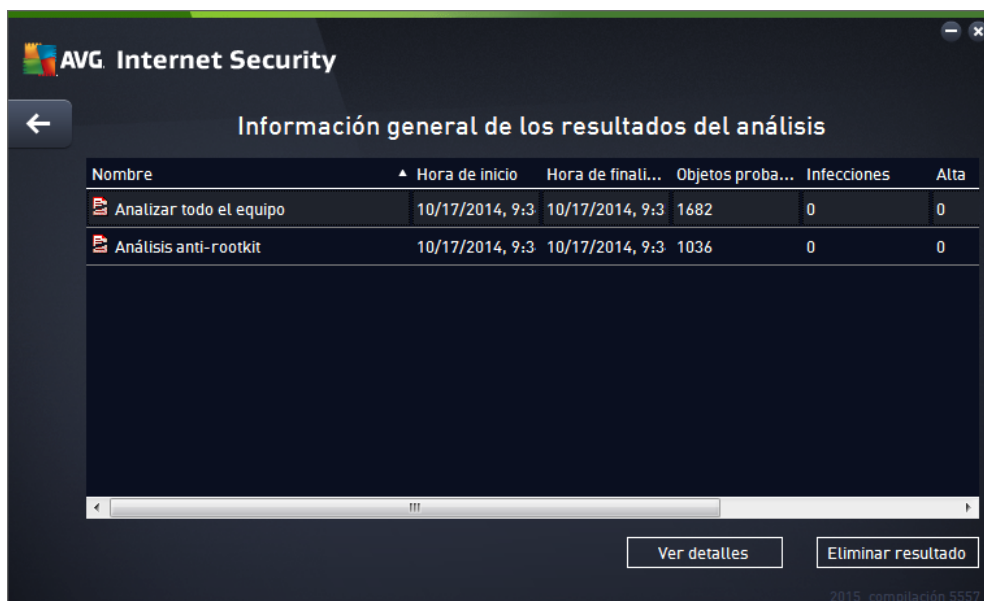 AVG. Internet Security
Información general de los resultados del análisis
Nombre Hora de inicio Hora de finali... Objetos proba... Infecciones Alta
Analizar todo el equipo 10/17/2014, 9:3 10/17/2014, 9:3 1682 0 0
Análisis anti-rootkit 10/17/2014, 9:3 10/17/2014, 9:3 1036 0 0
Ver detalles Eliminar resultado
2015 compilación 5557